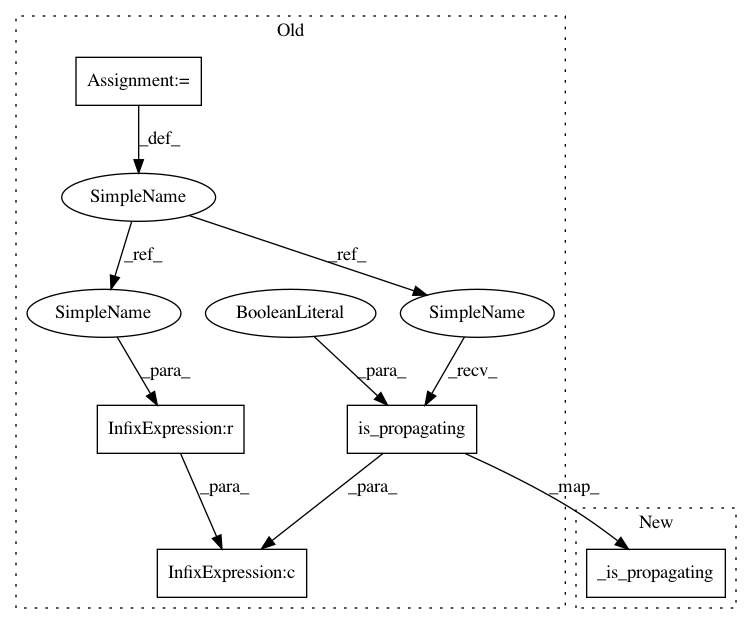 Old
Assignment:=
_def_
SimpleName
_ref_
_ref_
SimpleName
BooleanLiteral
SimpleName
_para_
_para_
_recv_
InfixExpression:r
is_propagating
_para_
_para_
_map_
New
InfixExpression:c
_is_propagating